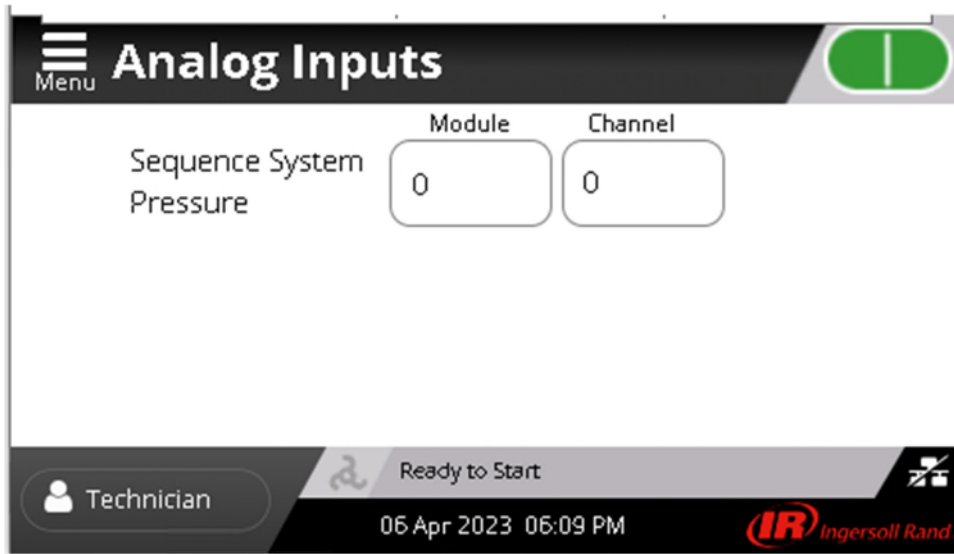 Menu
Analog Inputs
Module
Channel
Sequence System
Pressure
0
0
Technician
Ready to Start
06 Apr 2023 06:09 PM
IR Ingersoll Rand